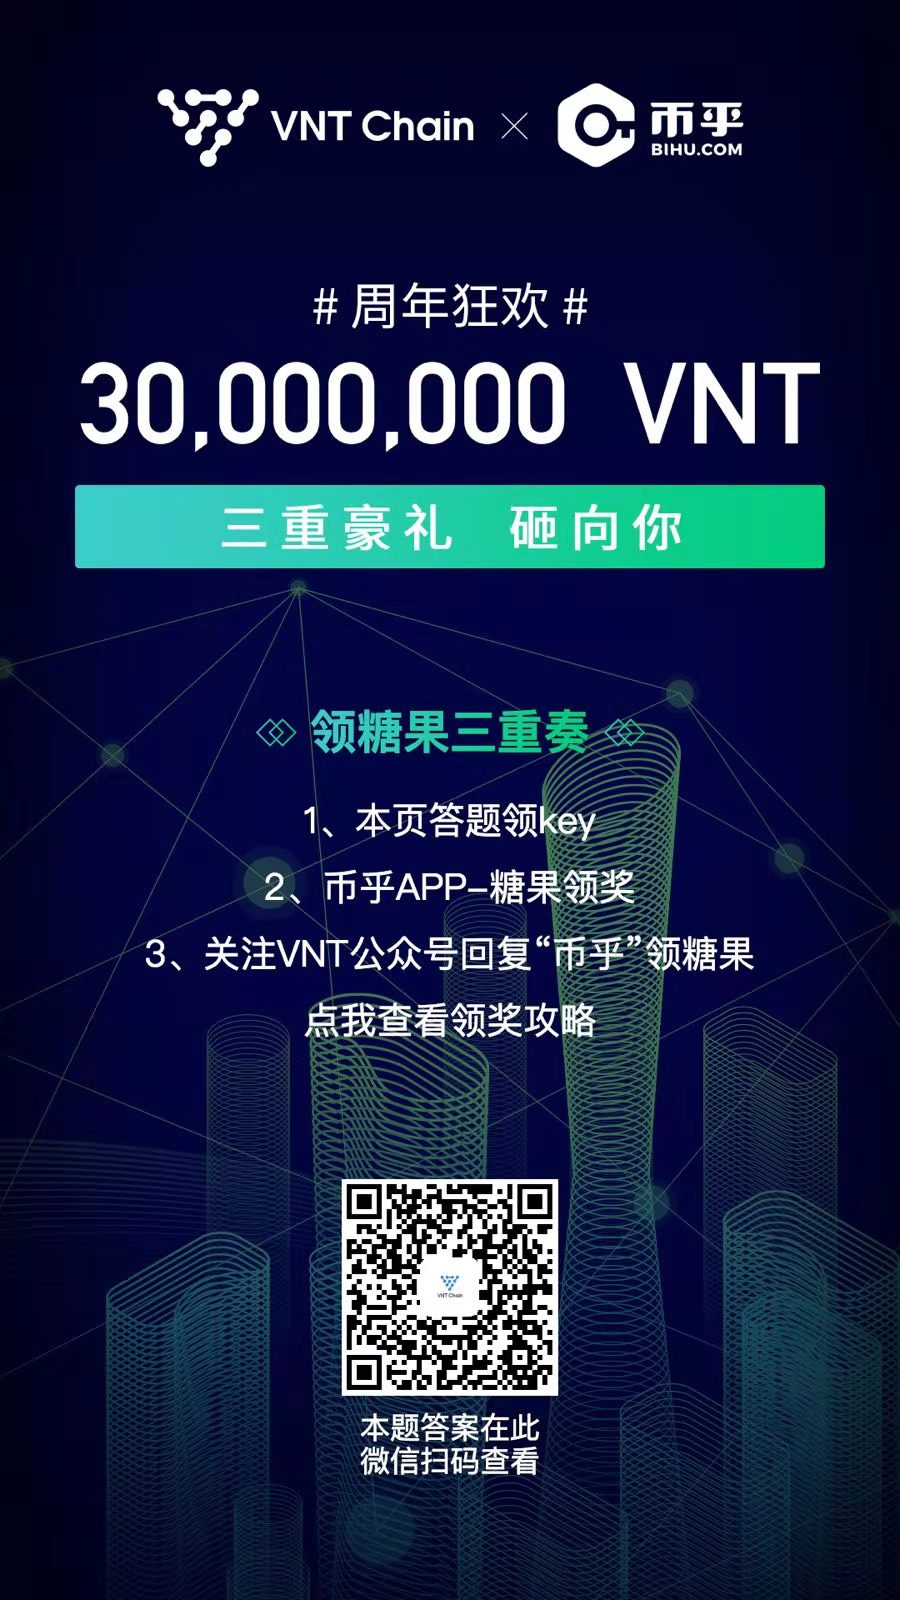 VNT Chain × 币乎
BIHU.COM
# 周年狂欢 #
30,000,000 VNT
三重豪礼 砸向你
领糖果三重奏
1、本页答题领key
2、币乎APP-糖果领奖
3、关注VNT公众号回复“币乎”领糖果
点我查看领奖攻略
VNT Chain
本题答案在此
微信扫码查看